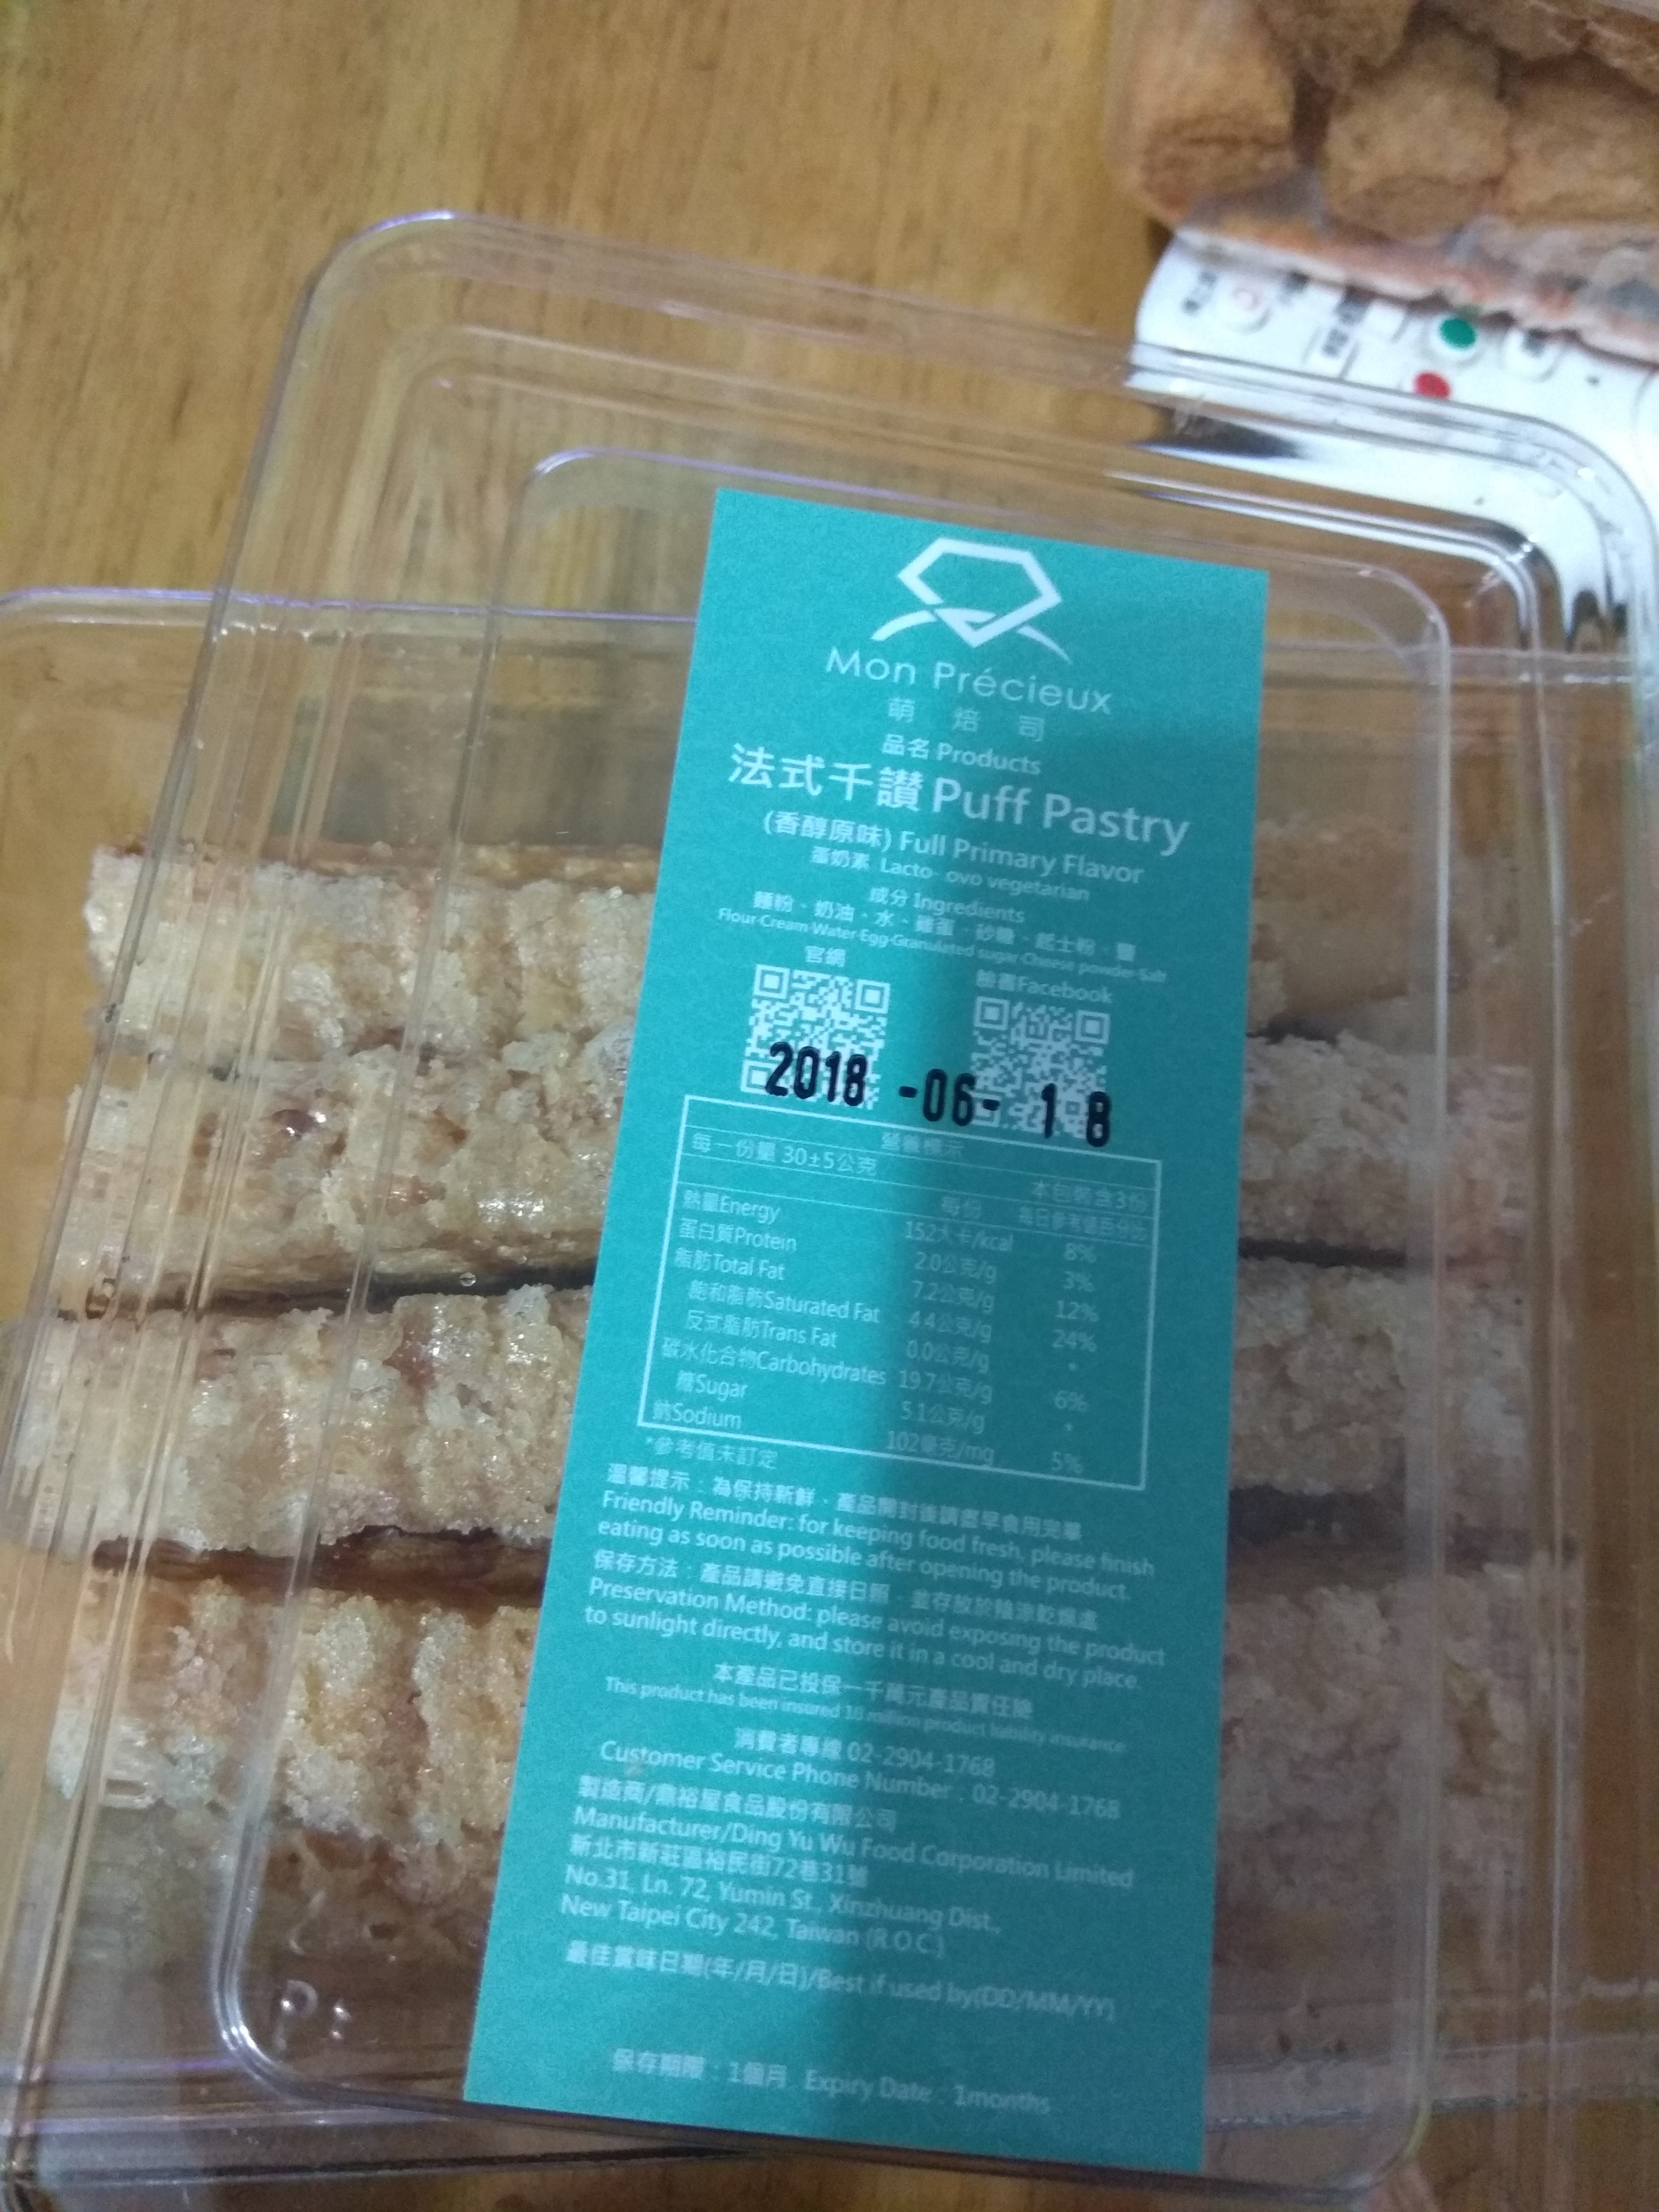 Mon Précieux
萌焙司
品名 Products
法式千讚 Puff Pastry
(香醇原味) Full Primary Flavor
蛋奶素 Lacto- ovo vegetarian
成分 Ingredients
麵粉、奶油、水、雞蛋、砂糖、起士粉、鹽
Flour·Cream·Water·Egg·Granulated sugar·Cheese powder·Salt
官網
臉書Facebook
2018 -06- 18
營養標示
每一份量 30±5公克
本包裝含3份
每份 每日參考值百分比
熱量Energy 152大卡/kcal 8%
蛋白質Protein 2.0公克/g 3%
脂肪Total Fat 7.2公克/g 12%
飽和脂肪Saturated Fat 4.4公克/g 24%
反式脂肪Trans Fat 0.0公克/g *
碳水化合物Carbohydrates 19.7公克/g 6%
糖Sugar 5.1公克/g *
鈉Sodium 102毫克/mg 5%
*參考值未訂定
溫馨提示：為保持新鮮、產品開封後請盡早食用完畢
Friendly Reminder: for keeping food fresh, please finish
eating as soon as possible after opening the product.
保存方法：產品請避免直接日照、並存放於陰涼乾燥處
Preservation Method: please avoid exposing the product
to sunlight directly, and store it in a cool and dry place.
本產品已投保一千萬元產品責任險
This product has been insured 10 million product liability insurance
消費者專線 02-2904-1768
Customer Service Phone Number : 02-2904-1768
製造商/鼎裕屋食品股份有限公司
Manufacturer/Ding Yu Wu Food Corporation Limited
新北市新莊區裕民街72巷31號
No.31, Ln. 72, Yumin St., Xinzhuang Dist.,
New Taipei City 242, Taiwan (R.O.C.)
最佳賞味日期(年/月/日)/Best if used by(DD/MM/YY)
保存期限：1個月 Expiry Date : 1months